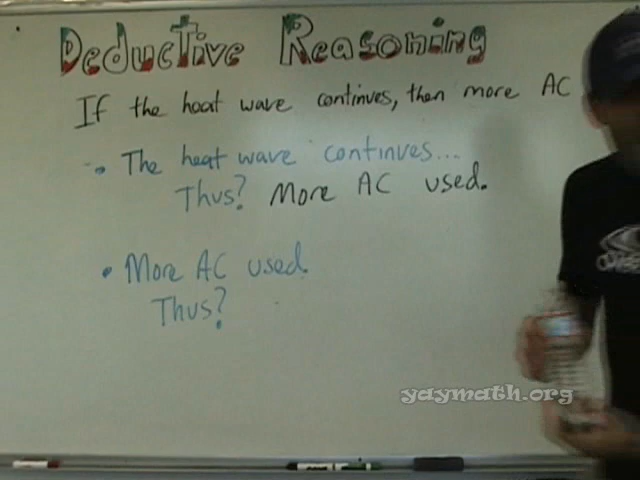 Deductive Reasoning
If the heat wave continues, then more AC
• The heat wave continues...
Thus? More AC used.
• More AC used.
Thus?
yaymath.org